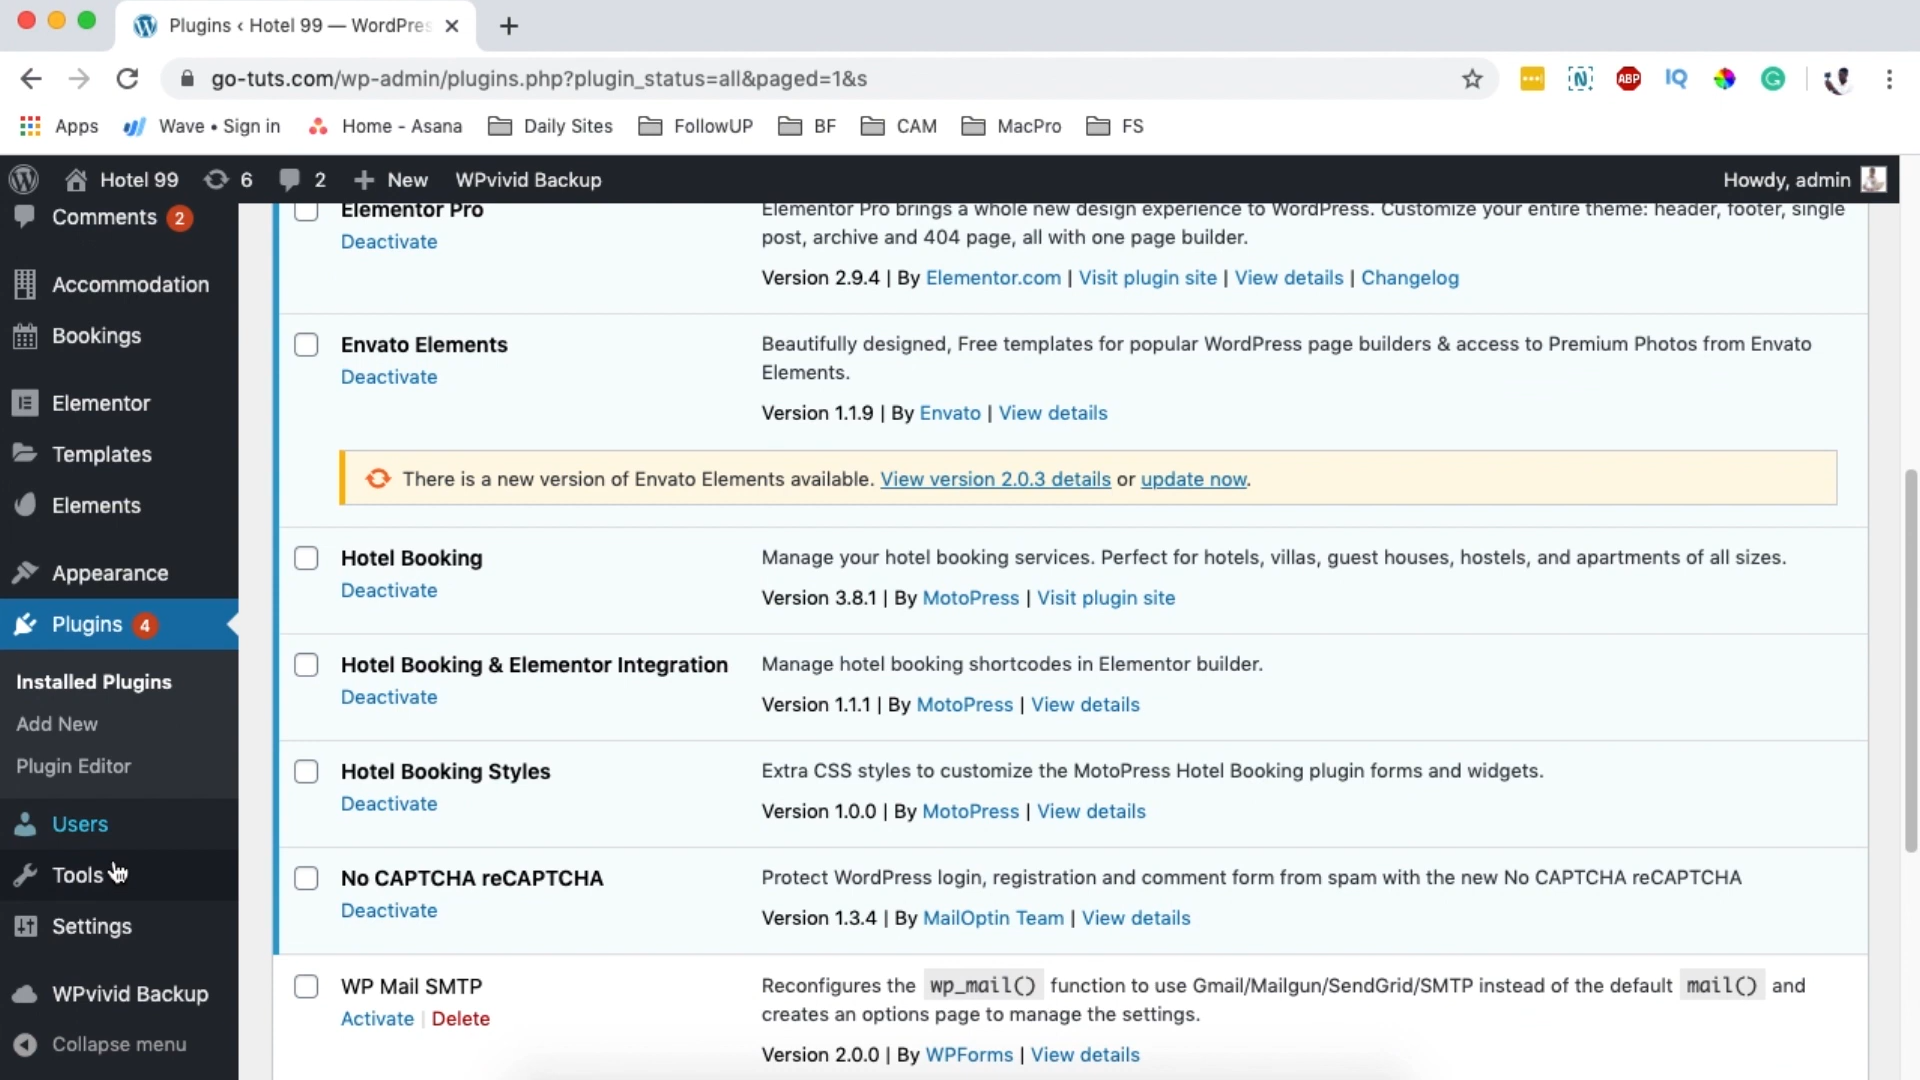 Plugins ‹ Hotel 99 — WordPres
go-tuts.com/wp-admin/plugins.php?plugin_status=all&paged=1&s
ABP
IQ
Apps
Wave • Sign in
Home - Asana
Daily Sites
FollowUP
BF
CAM
MacPro
FS
Hotel 99
6
2
New
WPvivid Backup
Howdy, admin
Comments 2
Accommodation
Bookings
Elementor
Templates
Elements
Appearance
Plugins 4
Installed Plugins
Add New
Plugin Editor
Users
Tools
Settings
WPvivid Backup
Collapse menu
Elementor Pro
Deactivate
Elementor Pro brings a whole new design experience to WordPress. Customize your entire theme: header, footer, single
post, archive and 404 page, all with one page builder.
Version 2.9.4 | By Elementor.com | Visit plugin site | View details | Changelog
Envato Elements
Deactivate
Beautifully designed, Free templates for popular WordPress page builders & access to Premium Photos from Envato
Elements.
Version 1.1.9 | By Envato | View details
There is a new version of Envato Elements available. View version 2.0.3 details or update now.
Hotel Booking
Deactivate
Manage your hotel booking services. Perfect for hotels, villas, guest houses, hostels, and apartments of all sizes.
Version 3.8.1 | By MotoPress | Visit plugin site
Hotel Booking & Elementor Integration
Deactivate
Manage hotel booking shortcodes in Elementor builder.
Version 1.1.1 | By MotoPress | View details
Hotel Booking Styles
Deactivate
Extra CSS styles to customize the MotoPress Hotel Booking plugin forms and widgets.
Version 1.0.0 | By MotoPress | View details
No CAPTCHA reCAPTCHA
Deactivate
Protect WordPress login, registration and comment form from spam with the new No CAPTCHA reCAPTCHA
Version 1.3.4 | By MailOptin Team | View details
WP Mail SMTP
Activate | Delete
Reconfigures the wp_mail() function to use Gmail/Mailgun/SendGrid/SMTP instead of the default mail() and
creates an options page to manage the settings.
Version 2.0.0 | By WPForms | View details